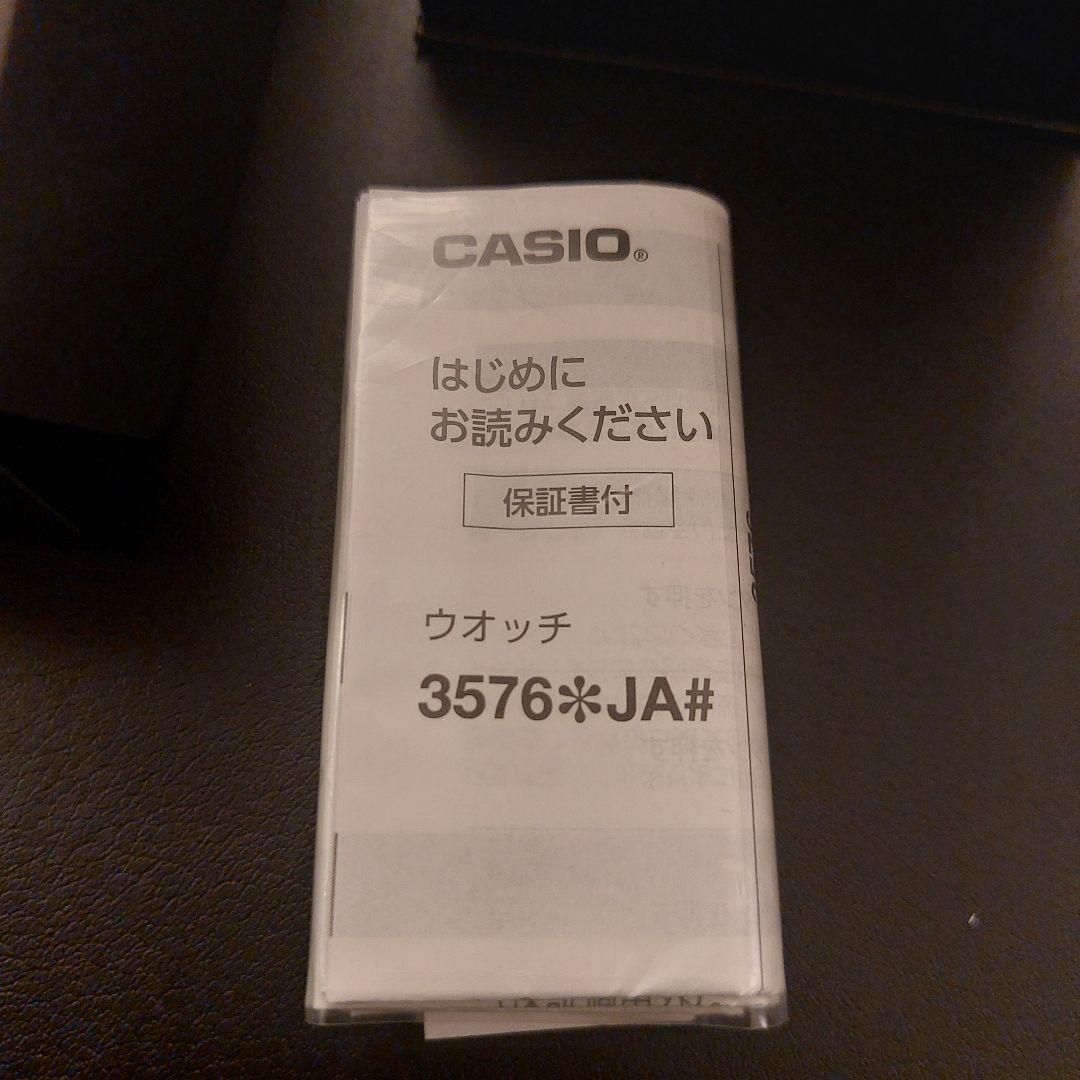 CASIO®
はじめに
お読みください
保証書付
ウオッチ
3576✽JA#